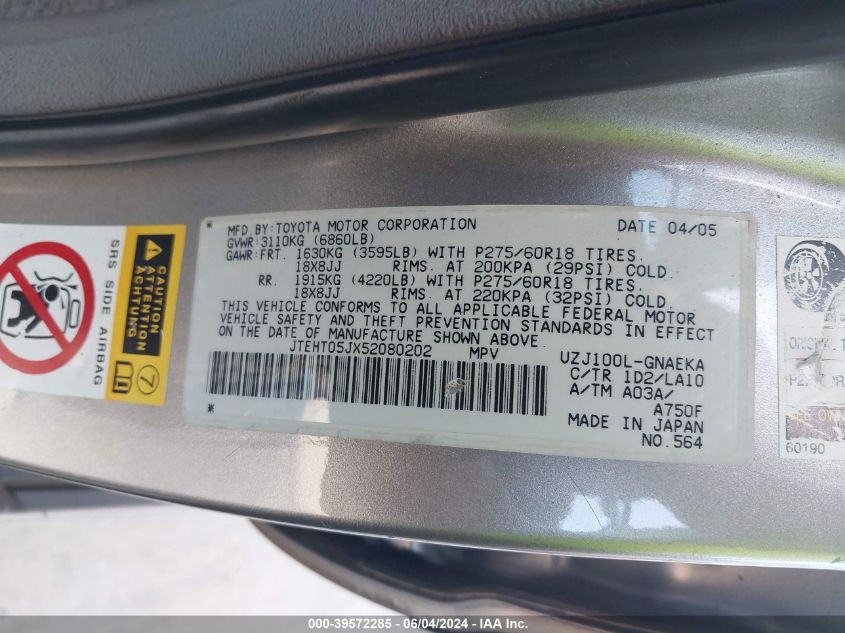 MFD.BY:TOYOTA MOTOR CORPORATION DATE 04/05
GVWR:3110KG (6860LB)
GAWR:FRT. 1630KG (3595LB) WITH P275/60R18 TIRES.
18X8JJ RIMS. AT 200KPA (29PSI) COLD.
RR. 1915KG (4220LB) WITH P275/60R18 TIRES.
18X8JJ RIMS. AT 220KPA (32PSI) COLD.
THIS VEHICLE CONFORMS TO ALL APPLICABLE FEDERAL MOTOR
VEHICLE SAFETY AND THEFT PREVENTION STANDARDS IN EFFECT
ON THE DATE OF MANUFACTURE SHOWN ABOVE.
JTEHT05JX52080202 MPV UZJ100L-GNAEKA
* * C/TR 1D2/LA10
A/TM A03A/
A750F
MADE IN JAPAN
NO.564
CAUTION
ATTENTION
ACHTUNG
7
SRS SIDE AIRBAG
60190
000-39572285 - 06/04/2024 - IAAI.com